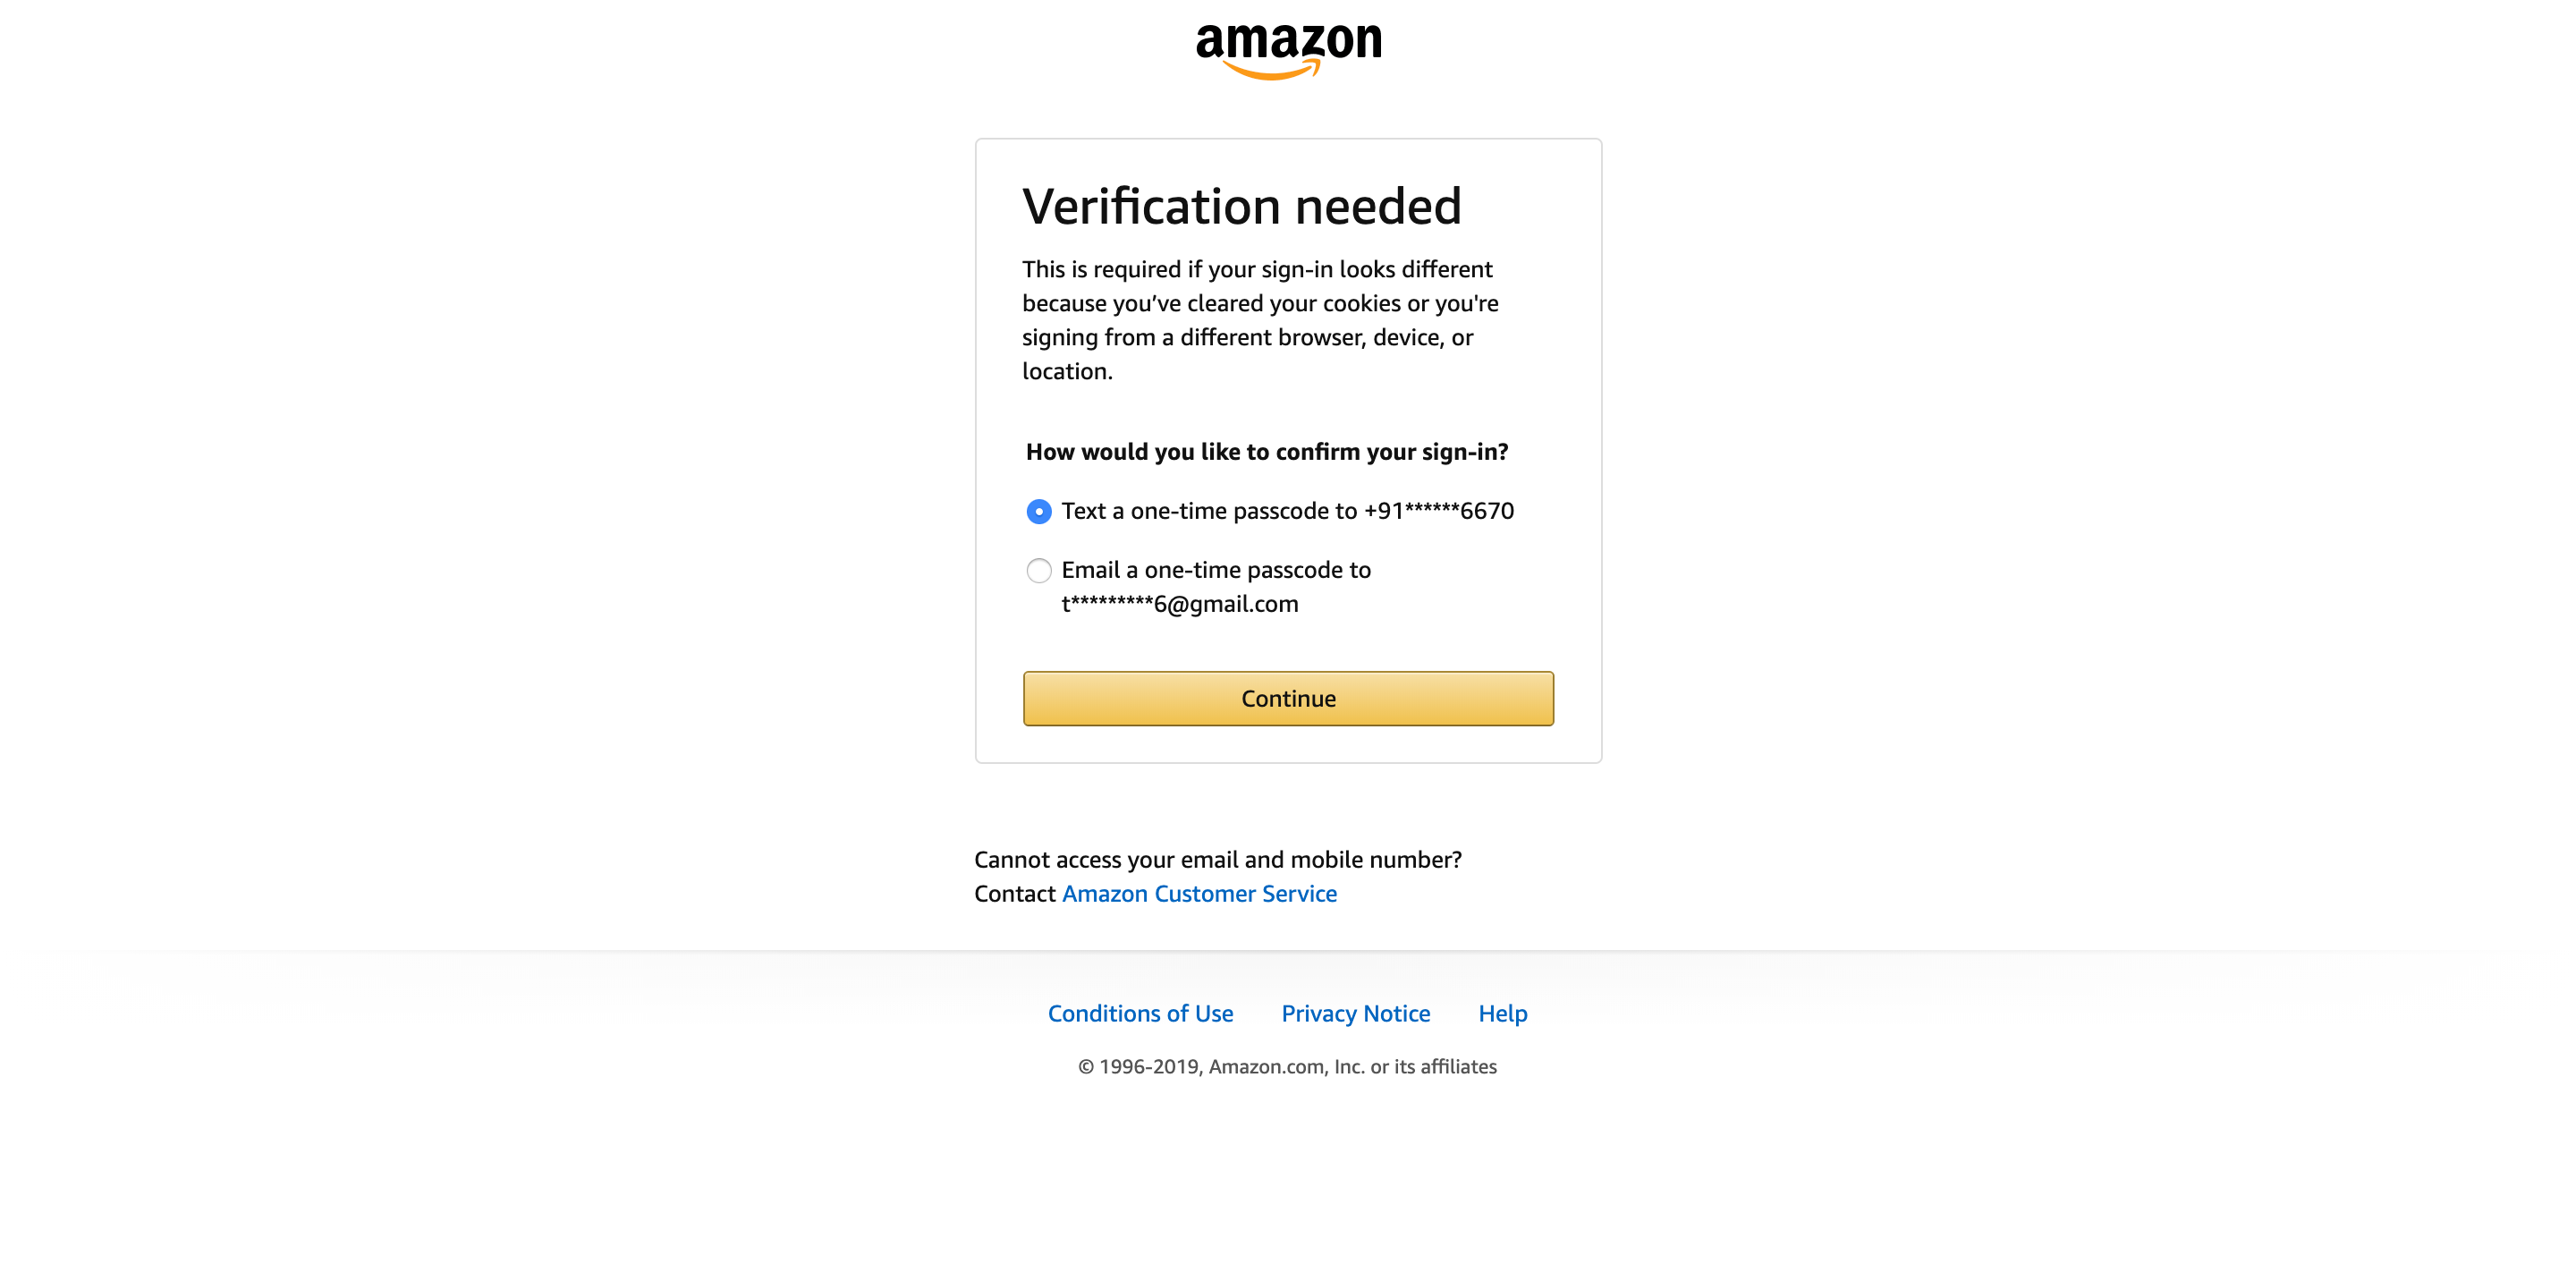 amazon
Verification needed
This is required if your sign-in looks different
because you’ve cleared your cookies or you're
signing from a different browser, device, or
location.
How would you like to confirm your sign-in?
Text a one-time passcode to +91******6670
Email a one-time passcode to
t*********6@gmail.com
Continue
Cannot access your email and mobile number?
Contact Amazon Customer Service
Conditions of Use Privacy Notice Help
© 1996-2019, Amazon.com, Inc. or its affiliates